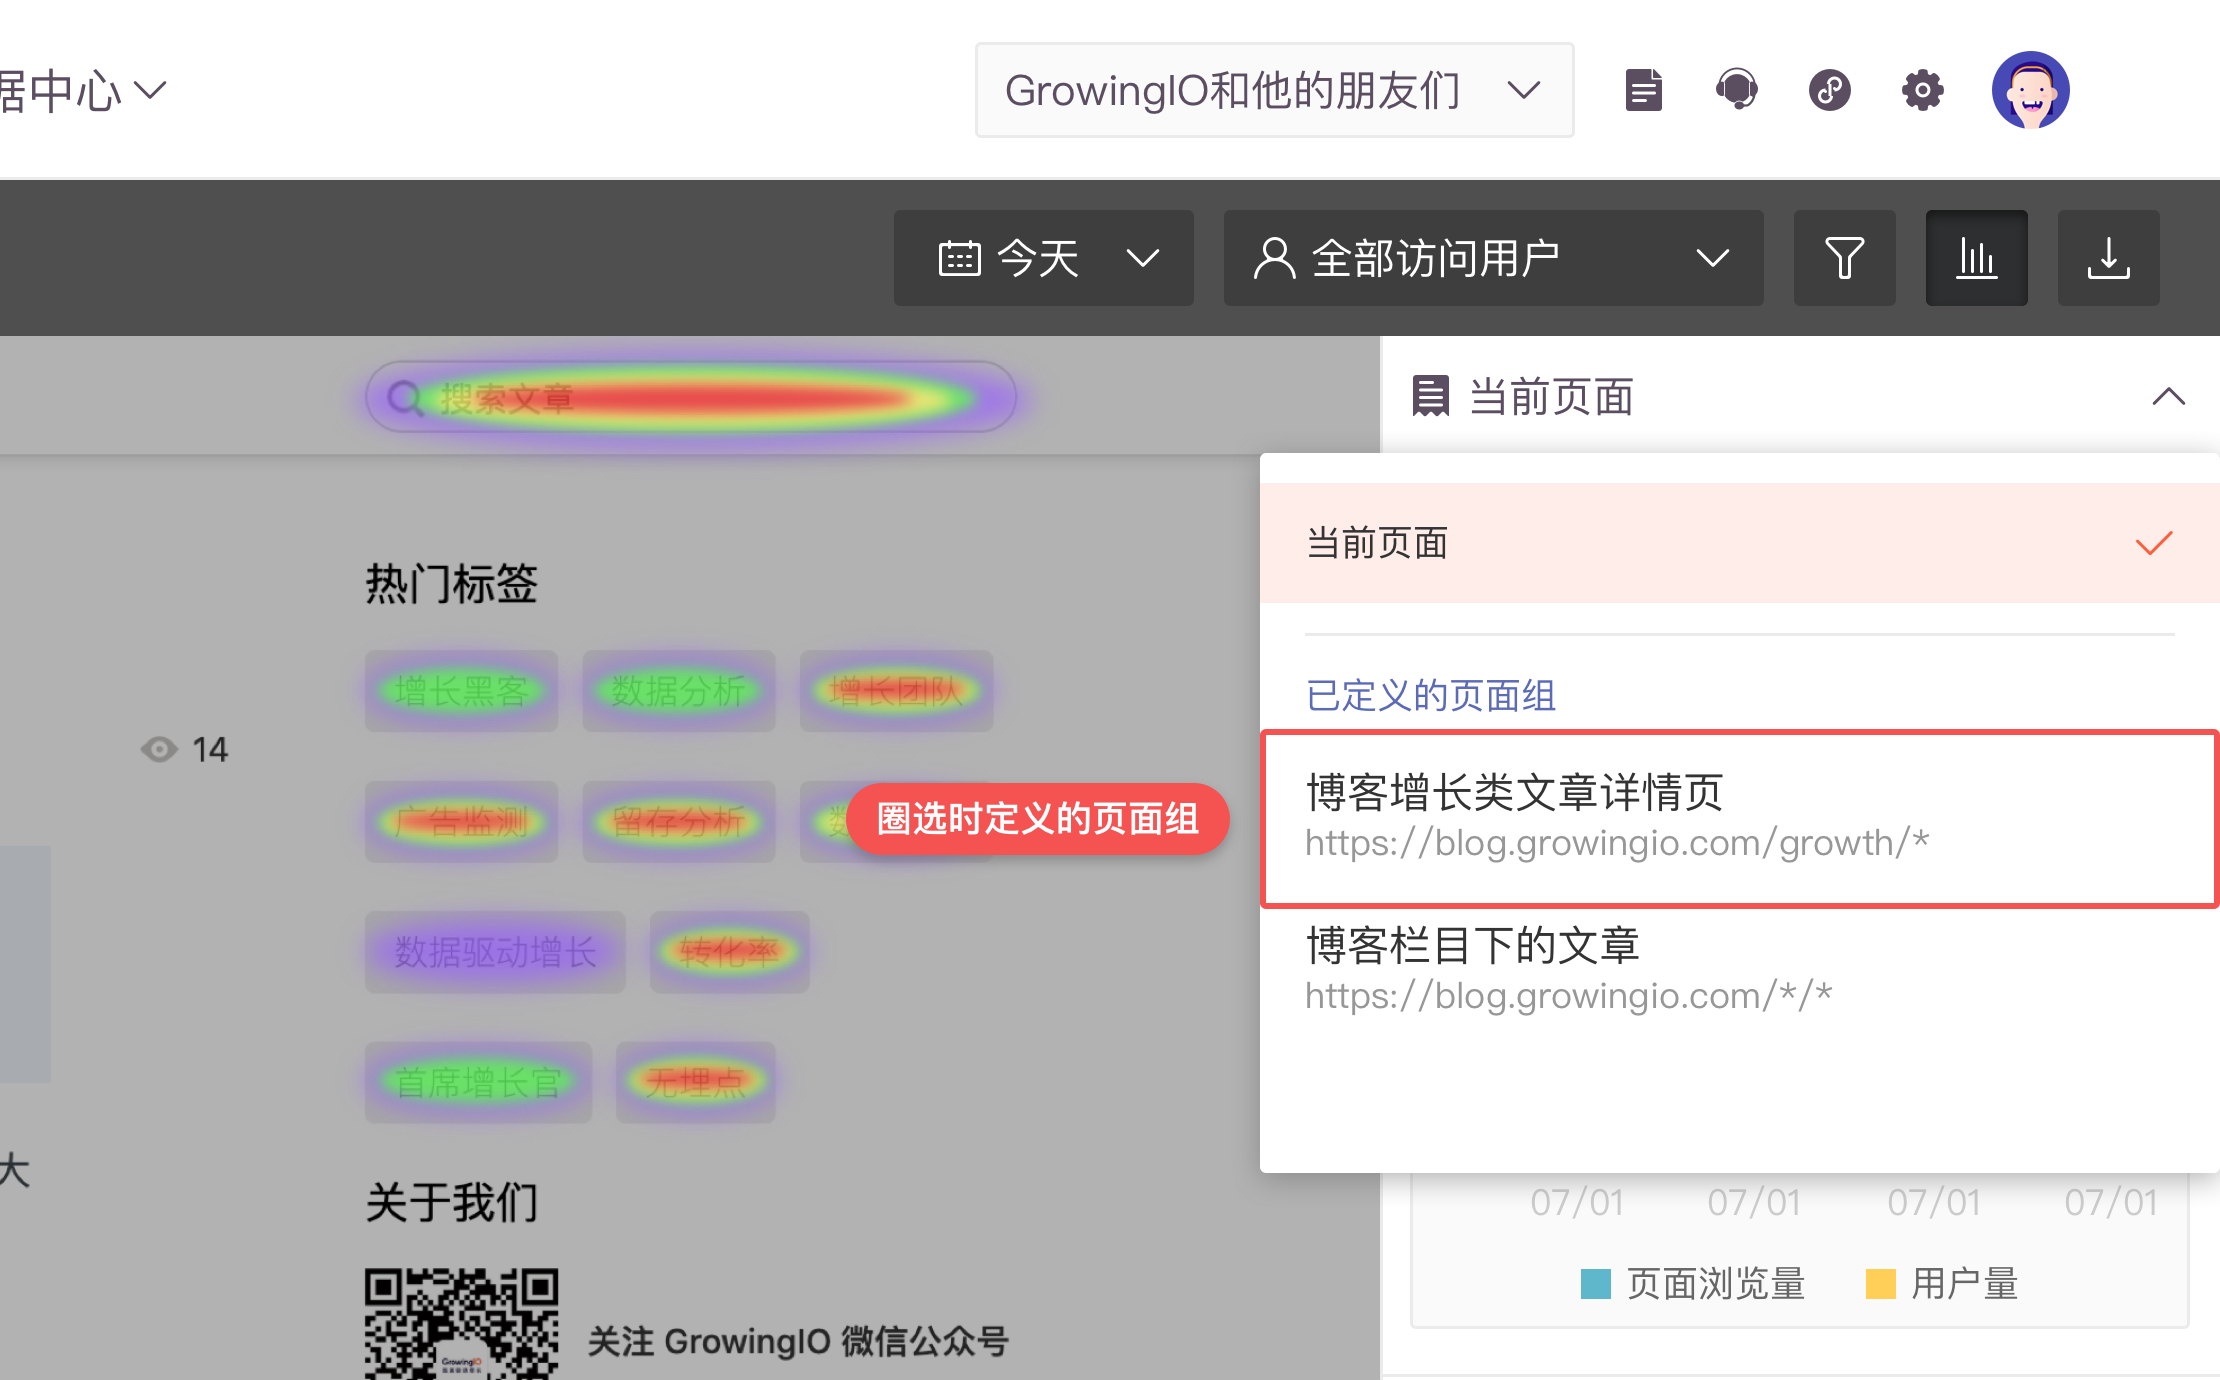 据中心
GrowingIO和他的朋友们
今天
全部访问用户
搜索文章
当前页面
当前页面
已定义的页面组
博客增长类文章详情页
https://blog.growingio.com/growth/*
博客栏目下的文章
https://blog.growingio.com/*/*
热门标签
增长黑客 数据分析 增长团队
14
广告监测 留存分析 数
圈选时定义的页面组
数据驱动增长 转化率
首席增长官 无埋点
大
关于我们
关注 GrowingIO 微信公众号
GrowingIO
07/01 07/01 07/01 07/01
页面浏览量 用户量